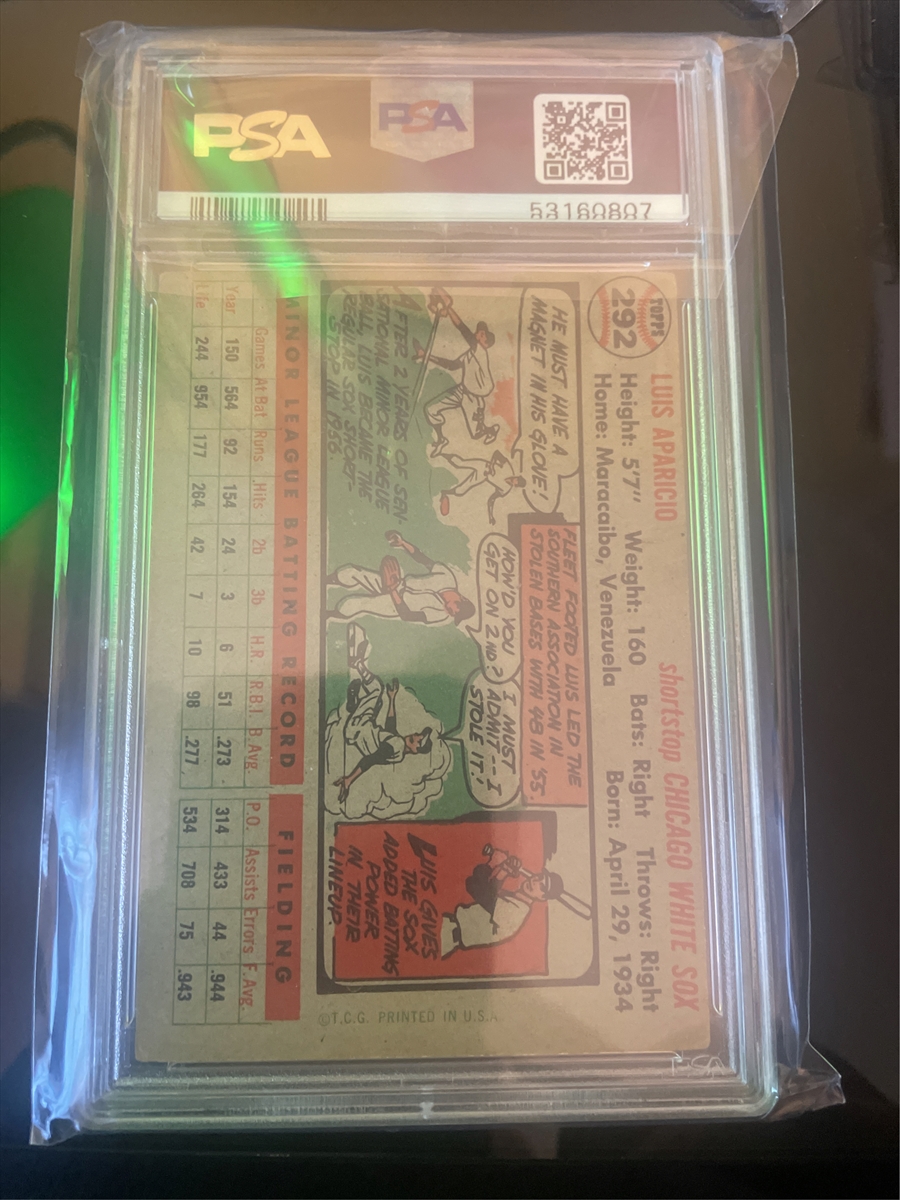 PSA
PSA
53160807
TOPPS
292
LUIS APARICIO
shortstop CHICAGO WHITE SOX
Height: 5'7" Weight: 160 Bats: Right Throws: Right
Home: Maracaibo, Venezuela Born: April 29, 1934
HE MUST HAVE A
MAGNET IN HIS GLOVE!
AFTER 2 YEARS OF SEN-
SATIONAL MINOR LEAGUE
BALL, LUIS BECAME THE
REGULAR SOX SHORT-
STOP IN 1956.
FLEET FOOTED LUIS LED THE
SOUTHERN ASSOCIATION IN
STOLEN BASES WITH 48 IN '55.
HOW'D YOU
GET ON 2ND?
I MUST
ADMIT-- I
STOLE IT!
LUIS GIVES
THE SOX
ADDED BATTING
POWER
IN THEIR
LINEUP.
MINOR LEAGUE BATTING RECORD FIELDING
Games At Bat Runs Hits 2b 3b H.R. R.B.I. B.Avg. P.O. Assists Errors F.Avg.
Year 150 564 92 154 24 3 6 51 .273 314 433 44 .944
Life 244 954 177 264 42 7 10 98 .277 534 708 75 .943
©T.C.G. PRINTED IN U.S.A.
PSA